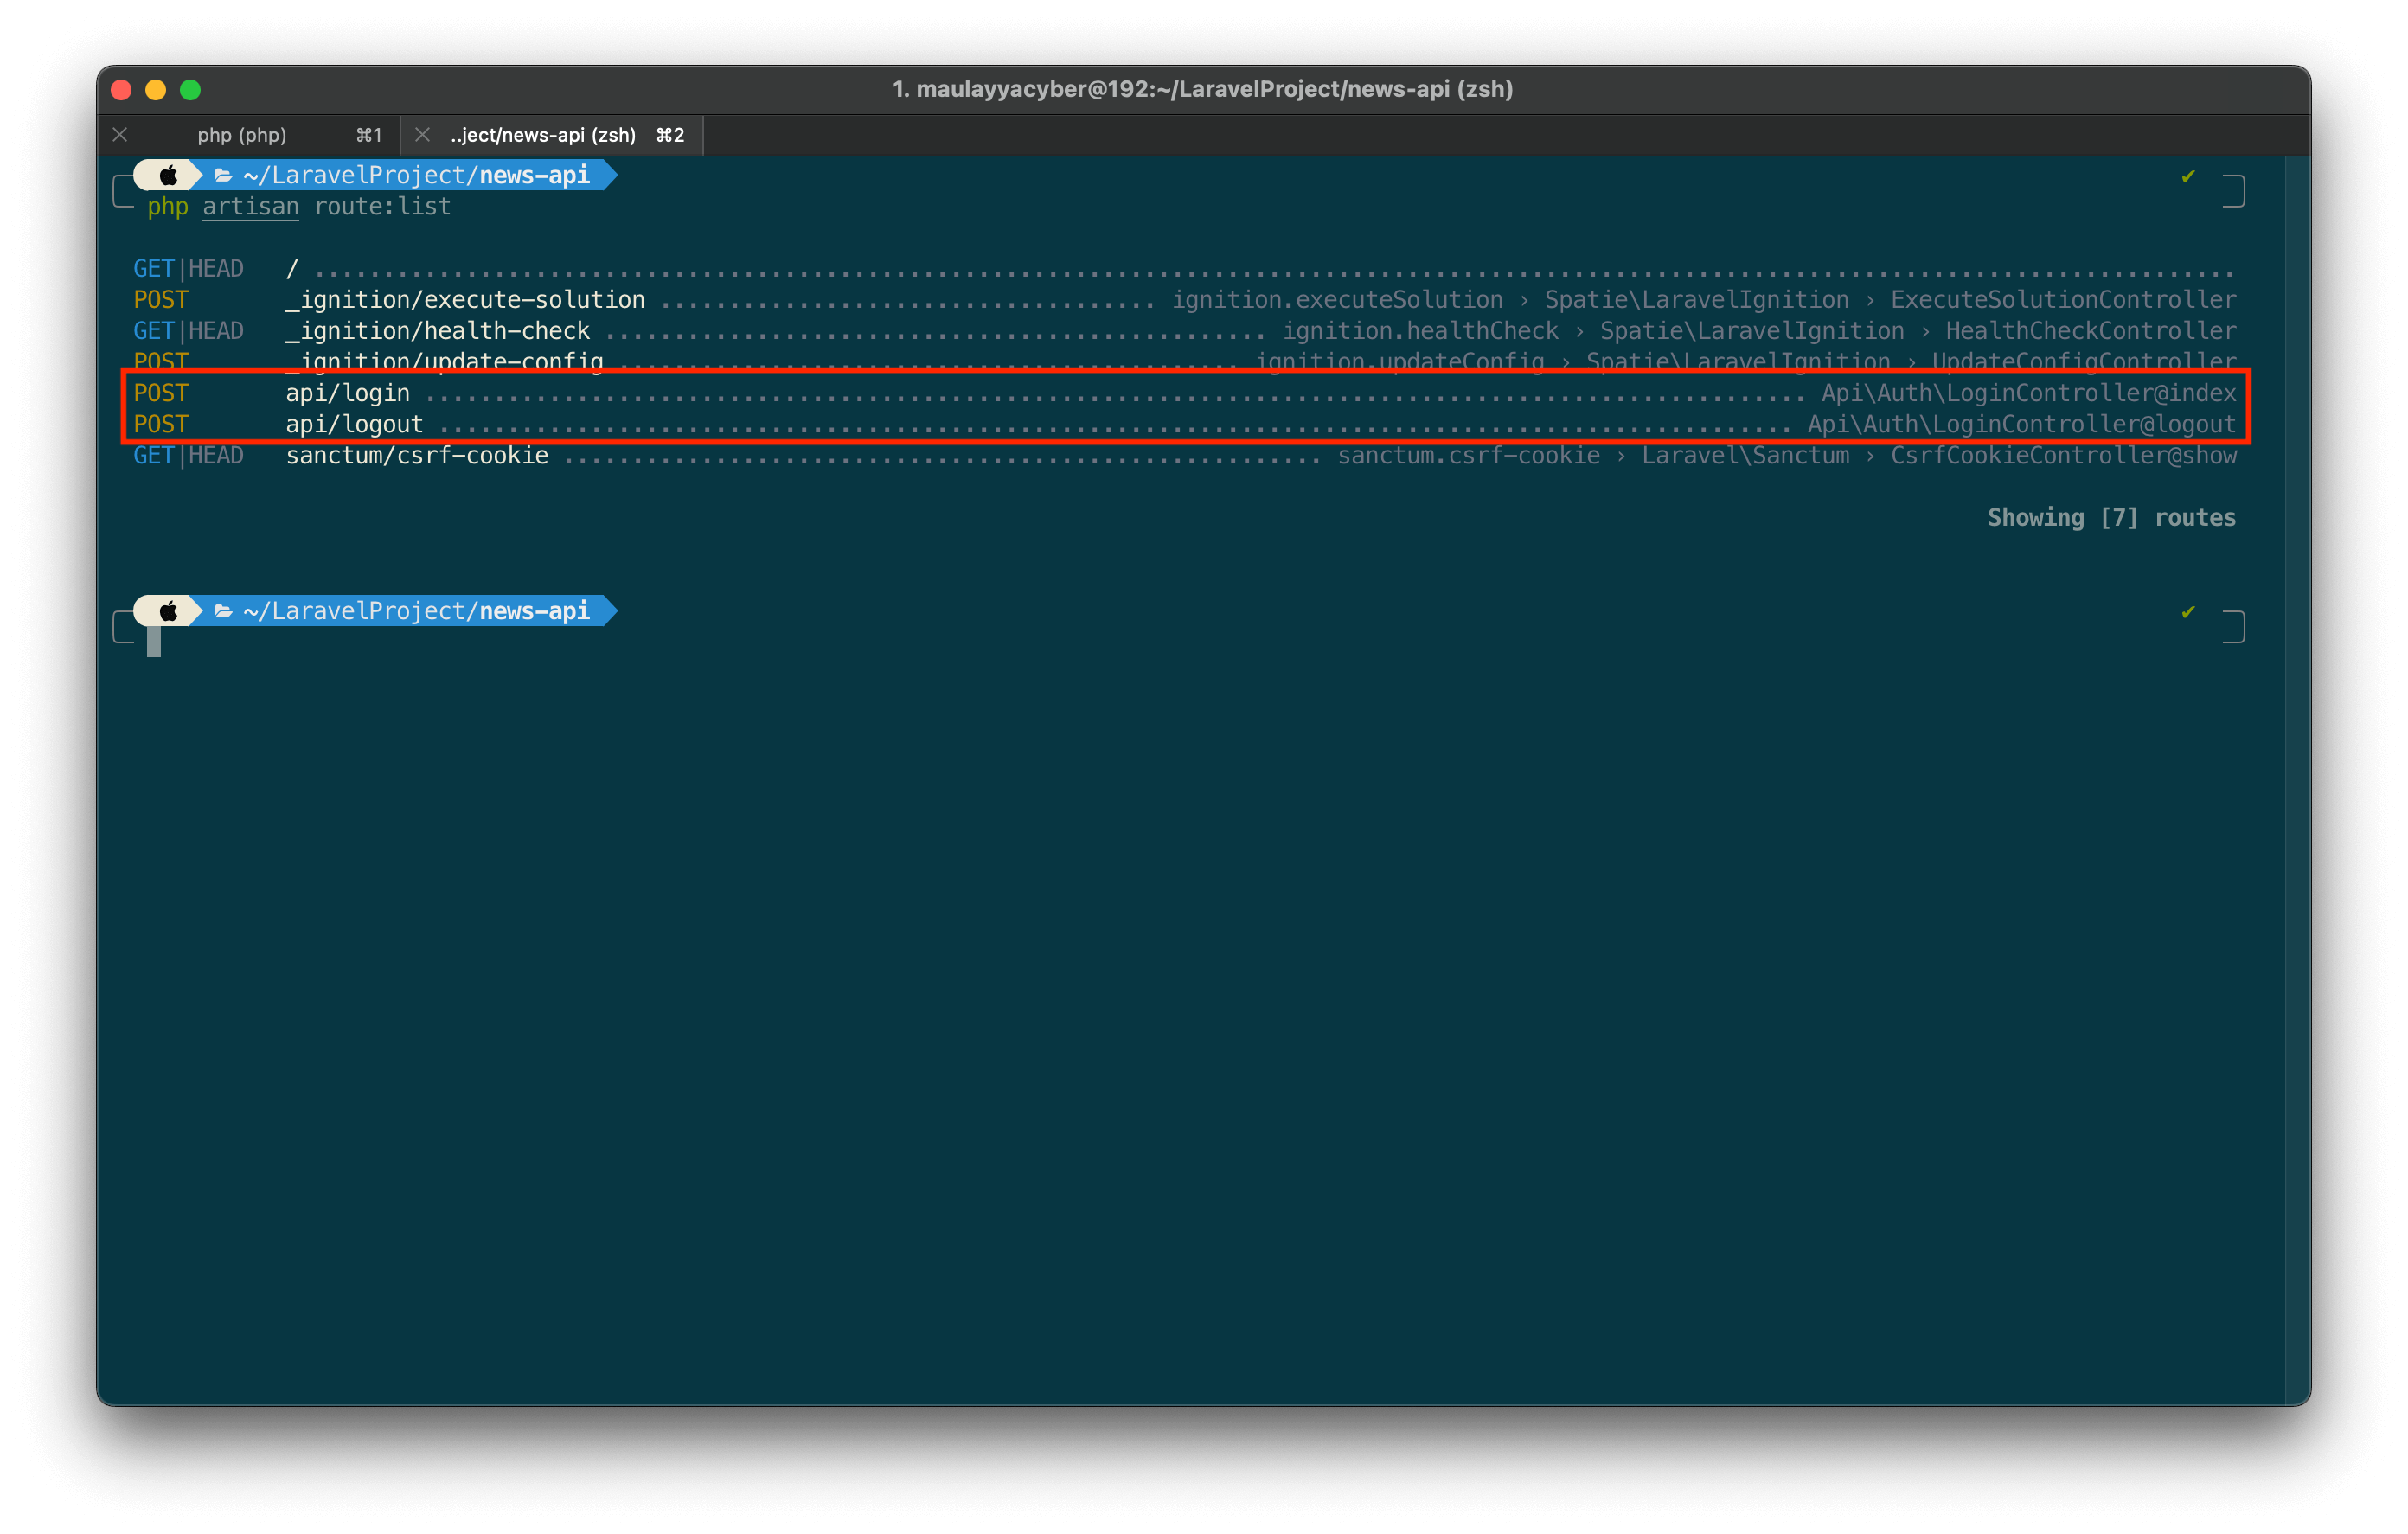 1. maulayyacyber@192:~/LaravelProject/news-api (zsh)
php (php) ⌘1 ..ject/news-api (zsh) ⌘2
~/LaravelProject/news-api ✔
php artisan route:list
GET|HEAD / ...........................................................................................................................................
POST _ignition/execute-solution .................................... ignition.executeSolution › Spatie\LaravelIgnition › ExecuteSolutionController
GET|HEAD _ignition/health-check ................................................ ignition.healthCheck › Spatie\LaravelIgnition › HealthCheckController
POST _ignition/update-config ............................................. ignition.updateConfig › Spatie\LaravelIgnition › UpdateConfigController
POST api/login .................................................................................................... Api\Auth\LoginController@index
POST api/logout .................................................................................................. Api\Auth\LoginController@logout
GET|HEAD sanctum/csrf-cookie ....................................................... sanctum.csrf-cookie › Laravel\Sanctum › CsrfCookieController@show
Showing [7] routes
~/LaravelProject/news-api ✔